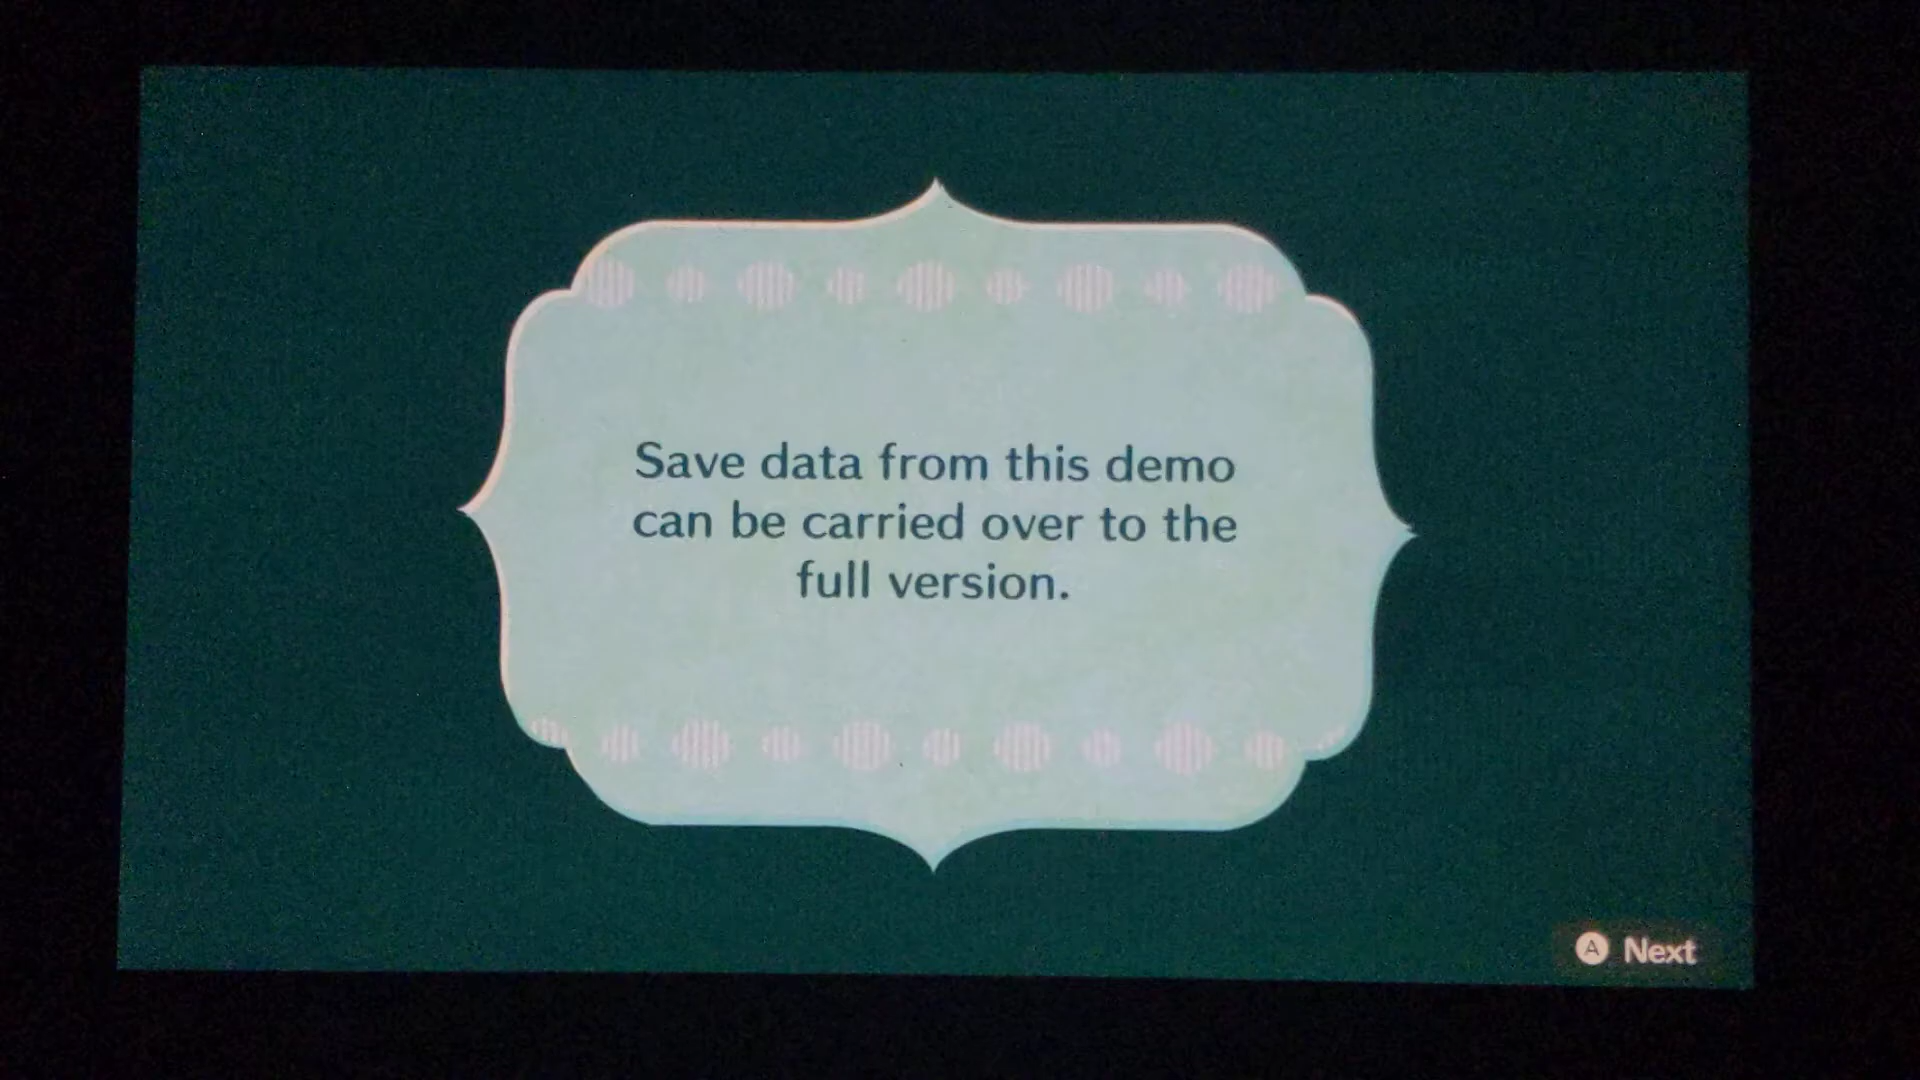 Save data from this demo
can be carried over to the
full version.
A Next